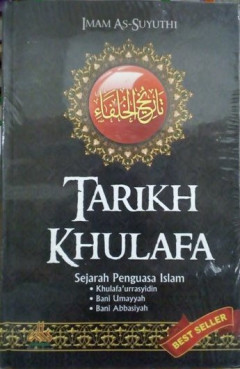 IMAM AS-SUYUTHI
تاريخ الخلفاء
TARIKH
KHULAFA
Sejarah Penguasa Islam
• Khulafa'urrasyidin
• Bani Umayyah
• Bani Abbasiyah
BEST SELLER